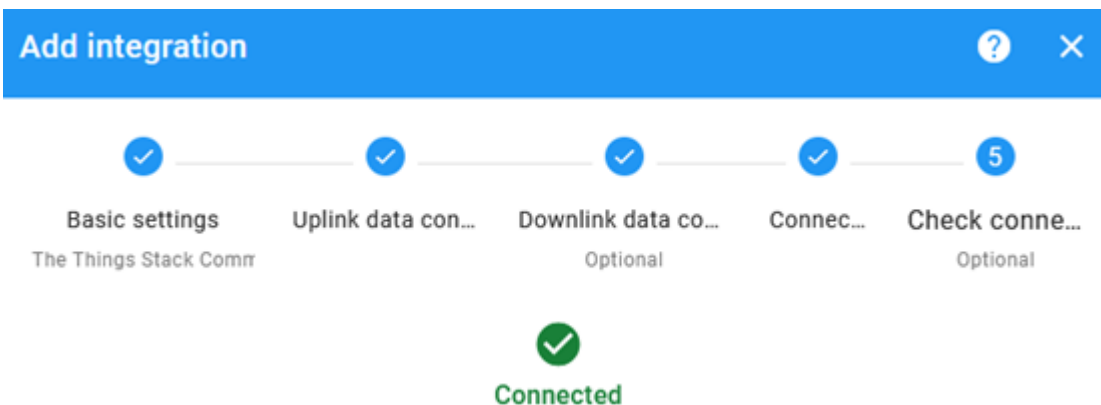 Add integration
?
5
Basic settings
Uplink data con…
Downlink data co…
Connec…
Check conne…
The Things Stack Comm
Optional
Optional
Connected